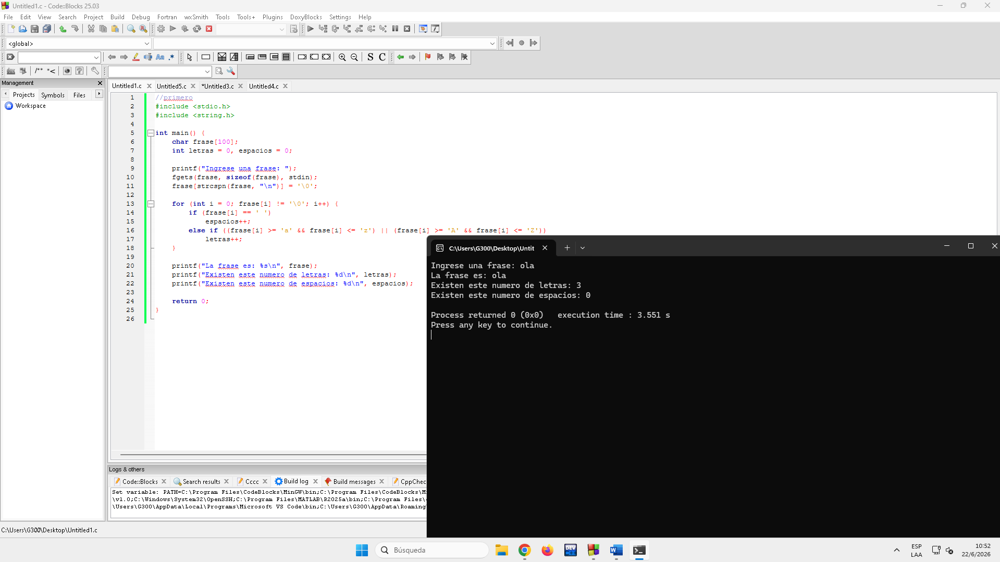 Untitled1.c - Code::Blocks 25.03
File Edit View Search Project Build Debug Fortran wxSmith Tools Tools+ Plugins DoxyBlocks Settings Help
<global>
S C
/** *<
Management
Projects Symbols Files
Workspace
Untitled1.c Untitled5.c *Untitled3.c Untitled4.c
1 //primero
2 #include <stdio.h>
3 #include <string.h>
4
5 int main() {
6 char frase[100];
7 int letras = 0, espacios = 0;
8
9 printf("Ingrese una frase: ");
10 fgets(frase, sizeof(frase), stdin);
11 frase[strcspn(frase, "\n")] = '\0';
12
13 for (int i = 0; frase[i] != '\0'; i++) {
14 if (frase[i] == ' ')
15 espacios++;
16 else if ((frase[i] >= 'a' && frase[i] <= 'z') || (frase[i] >= 'A' && frase[i] <= 'Z'))
17 letras++;
18 }
19
20 printf("La frase es: %s\n", frase);
21 printf("Existen este numero de letras: %d\n", letras);
22 printf("Existen este numero de espacios: %d\n", espacios);
23
24 return 0;
25 }
26
C:\Users\G300\Desktop\Untit
Ingrese una frase: ola
La frase es: ola
Existen este numero de letras: 3
Existen este numero de espacios: 0
Process returned 0 (0x0) execution time : 3.551 s
Press any key to continue.
Logs & others
Code::Blocks Search results Cccc Build log Build messages CppChec
Set variable: PATH=C:\Program Files\CodeBlocks\MinGW\bin;C:\Program Files\CodeBlocks\M
\v1.0;C:\Windows\System32\OpenSSH;C:\Program Files\MATLAB\R2025a\bin;C:\Program Files\
\Users\G300\AppData\Local\Programs\Microsoft VS Code\bin;C:\Users\G300\AppData\Roaming
C:\Users\G300\Desktop\Untitled1.c
Búsqueda
DEV
ESP
LAA
10:52
22/6/2026